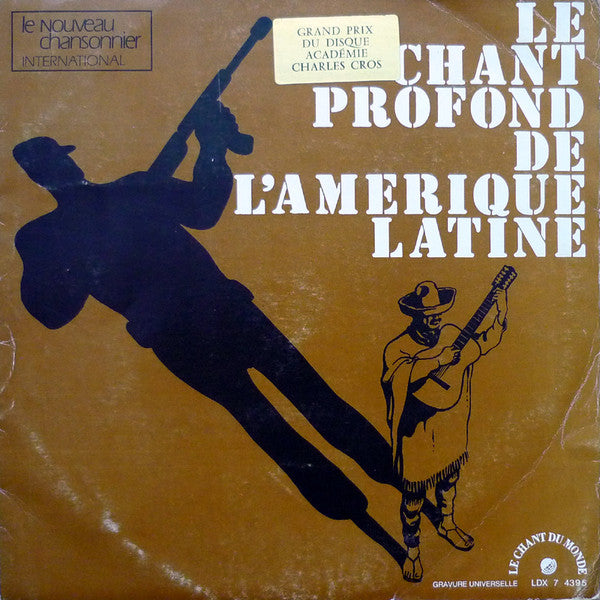 le NOUVEAU
chansonnier
INTERNATIONAL
GRAND PRIX
DU DISQUE
ACADÉMIE
CHARLES CROS
LE
CHANT
PROFOND
DE
L'AMERIQUE
LATINE
LE CHANT DU MONDE
GRAVURE UNIVERSELLE LDX 7 4395